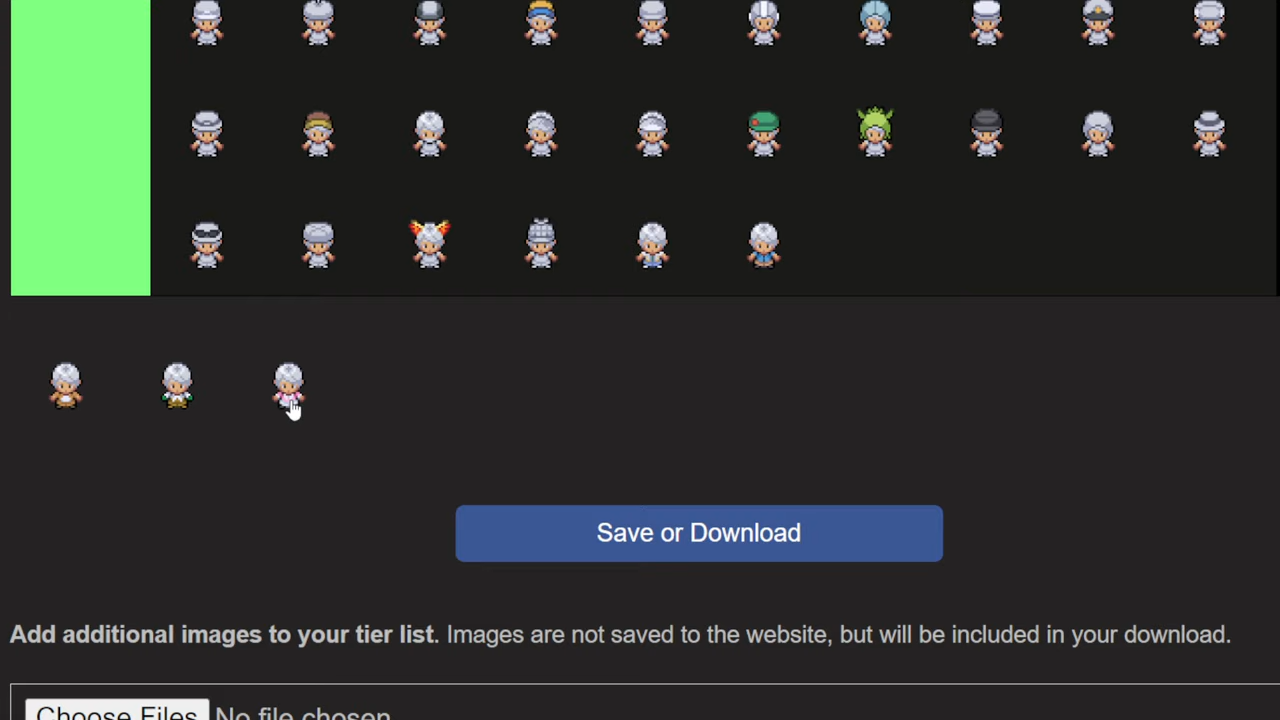 Save or Download
Add additional images to your tier list. Images are not saved to the website, but will be included in your download.
Choose Files No file chosen